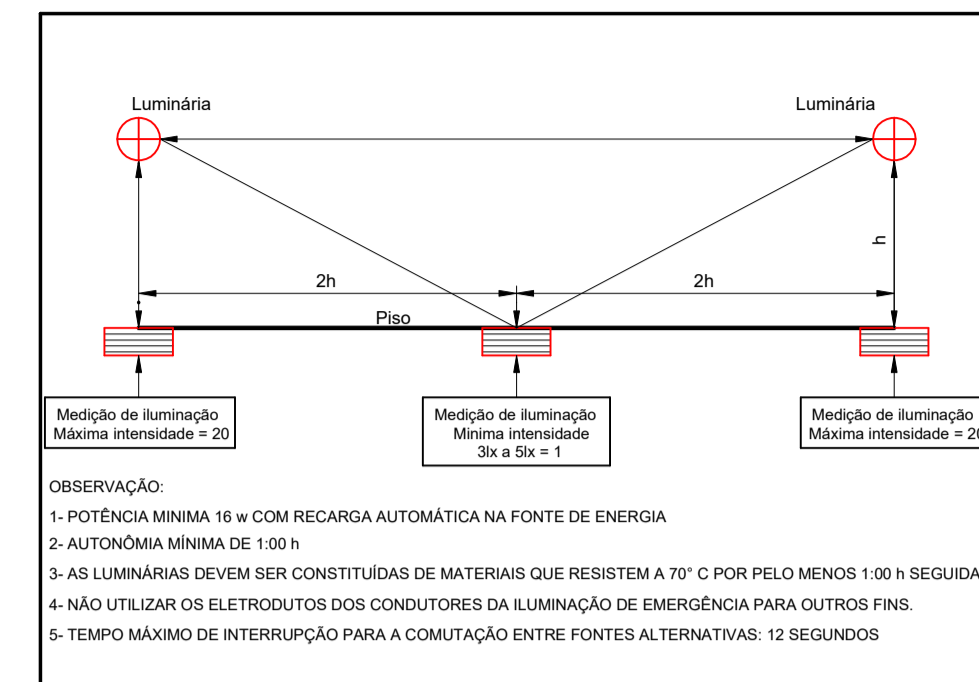 Luminária
Luminária
h
2h
2h
Piso
Medição de iluminação
Máxima intensidade = 20
Medição de iluminação
Minima intensidade
3lx a 5lx = 1
Medição de iluminação
Máxima intensidade = 20
OBSERVAÇÃO:
1- POTÊNCIA MINIMA 16 w COM RECARGA AUTOMÁTICA NA FONTE DE ENERGIA
2- AUTONÔMIA MÍNIMA DE 1:00 h
3- AS LUMINÁRIAS DEVEM SER CONSTITUÍDAS DE MATERIAIS QUE RESISTEM A 70° C POR PELO MENOS 1:00 h SEGUIDA
4- NÃO UTILIZAR OS ELETRODUTOS DOS CONDUTORES DA ILUMINAÇÃO DE EMERGÊNCIA PARA OUTROS FINS.
5- TEMPO MÁXIMO DE INTERRUPÇÃO PARA A COMUTAÇÃO ENTRE FONTES ALTERNATIVAS: 12 SEGUNDOS